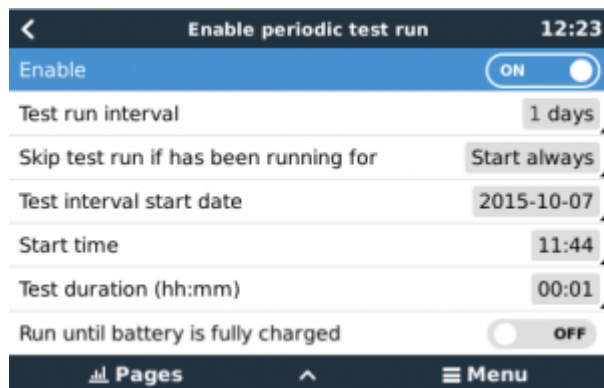 Enable periodic test run 12:23
Enable ON
Test run interval 1 days
Skip test run if has been running for Start always
Test interval start date 2015-10-07
Start time 11:44
Test duration (hh:mm) 00:01
Run until battery is fully charged OFF
Pages Menu